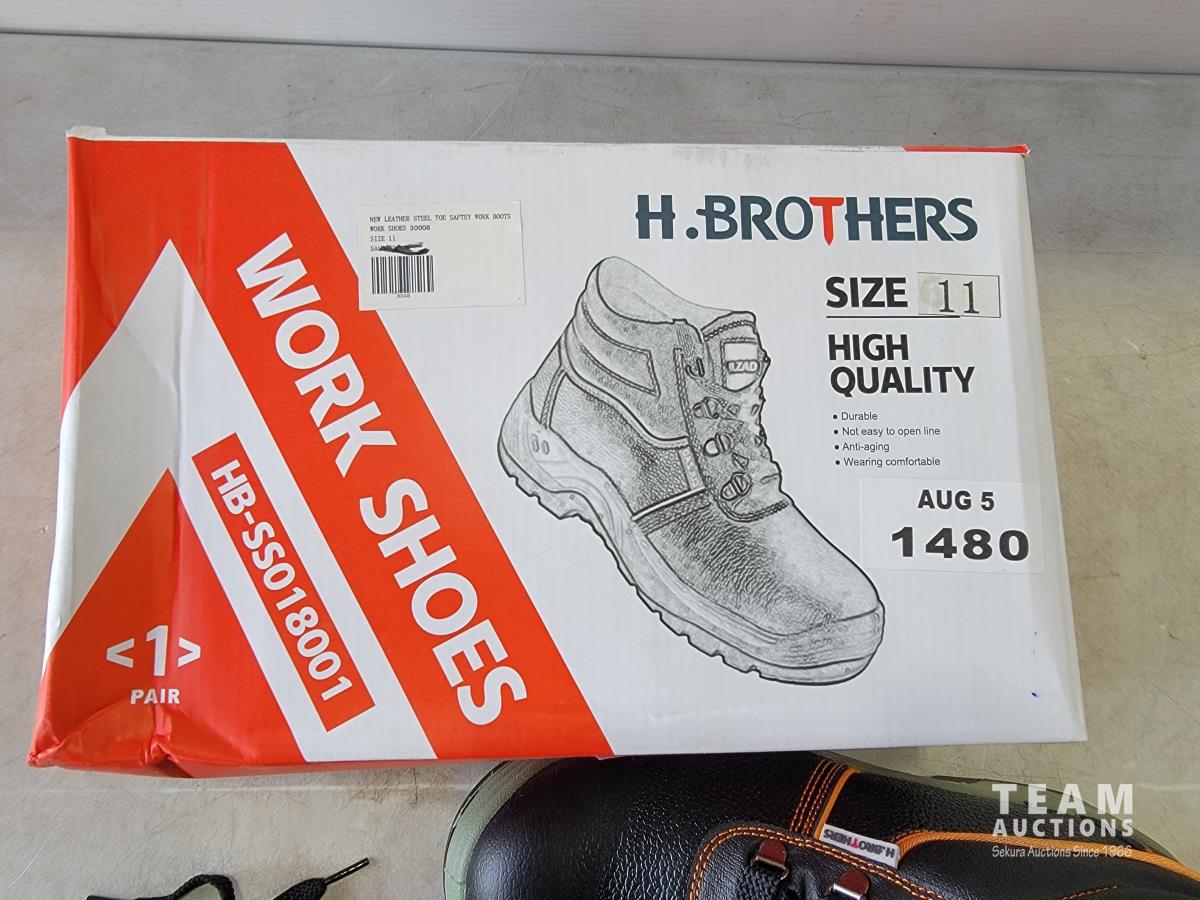 NEW LEATHER STEEL TOE SAFTEY WORK BOOTS
WORK SHOES 30008
SIZE 11
30008
H.BROTHERS
SIZE 11
HIGH
QUALITY
• Durable
• Not easy to open line
• Anti-aging
• Wearing comfortable
AUG 5
1480
WORK SHOES
HB-SS018001
<1>
PAIR
H.BROTHERS
TEAM
AUCTIONS
Sekura Auctions Since 1966